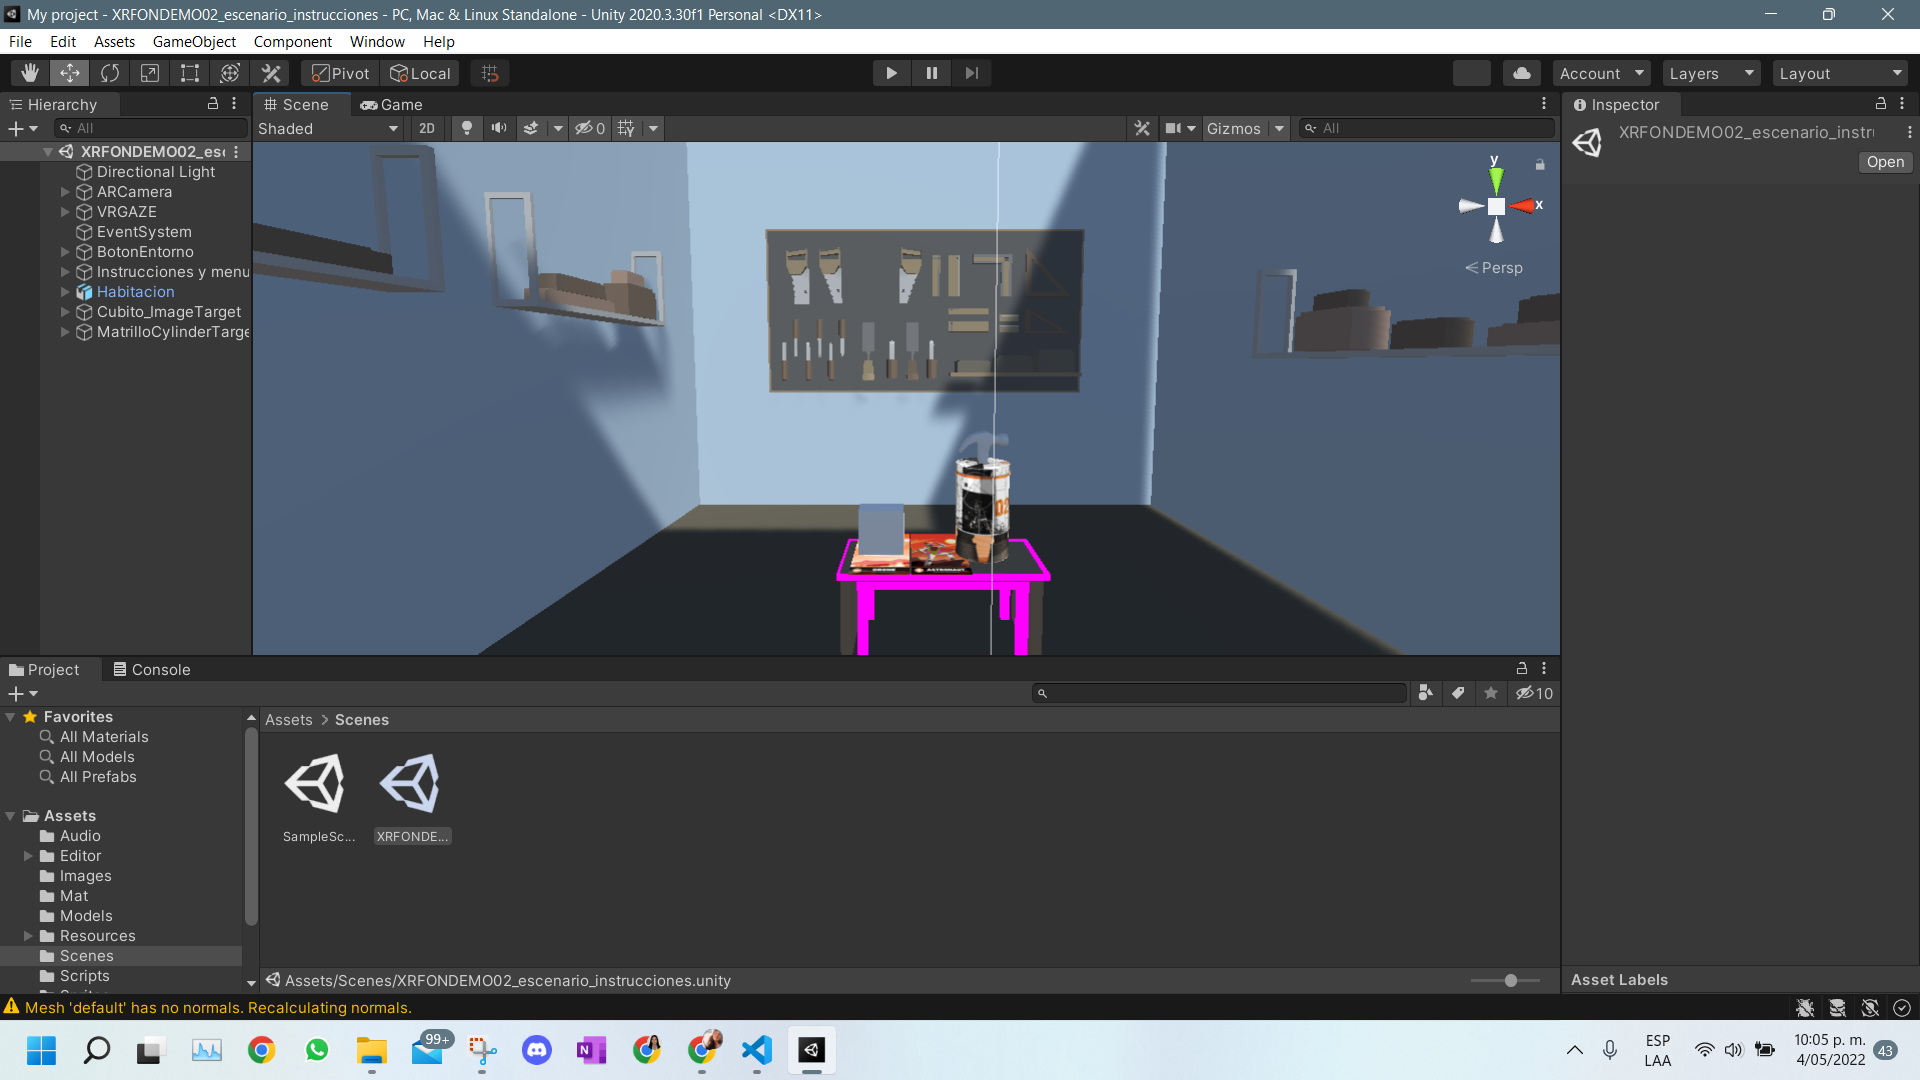 My project - XRFONDEMO02_escenario_instrucciones - PC, Mac & Linux Standalone - Unity 2020.3.30f1 Personal <DX11>
File Edit Assets GameObject Component Window Help
Pivot Local Account Layers Layout
Hierarchy
All
XRFONDEMO02_es
Directional Light
ARCamera
VRGAZE
EventSystem
BotonEntorno
Instrucciones y menu
Habitacion
Cubito_ImageTarget
MatrilloCylinderTarge
Scene Game
Shaded 2D 0 Gizmos All
y
x
Persp
Inspector
XRFONDEMO02_escenario_instr
Open
Asset Labels
Project Console
10
Favorites
All Materials
All Models
All Prefabs
Assets
Audio
Editor
Images
Mat
Models
Resources
Scenes
Scripts
Assets > Scenes
SampleSc...
XRFONDE...
Assets/Scenes/XRFONDEMO02_escenario_instrucciones.unity
Mesh 'default' has no normals. Recalculating normals.
99+
ESP
LAA
10:05 p. m.
4/05/2022
43